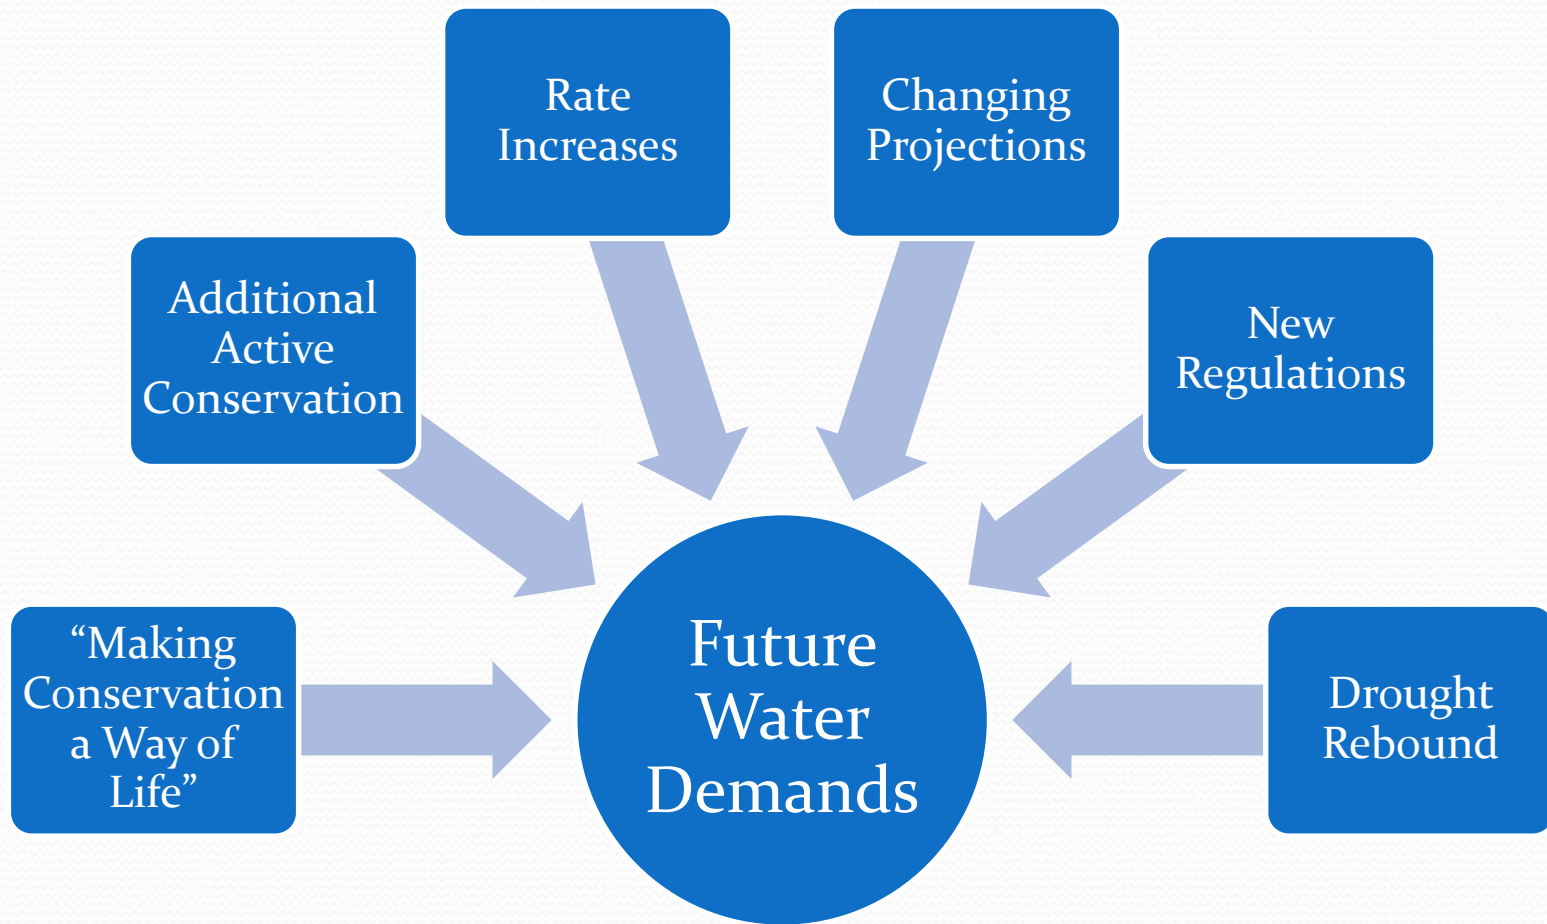 Rate
Increases
Changing
Projections
Additional
Active
Conservation
New
Regulations
“Making
Conservation
a Way of
Life”
Future
Water
Demands
Drought
Rebound